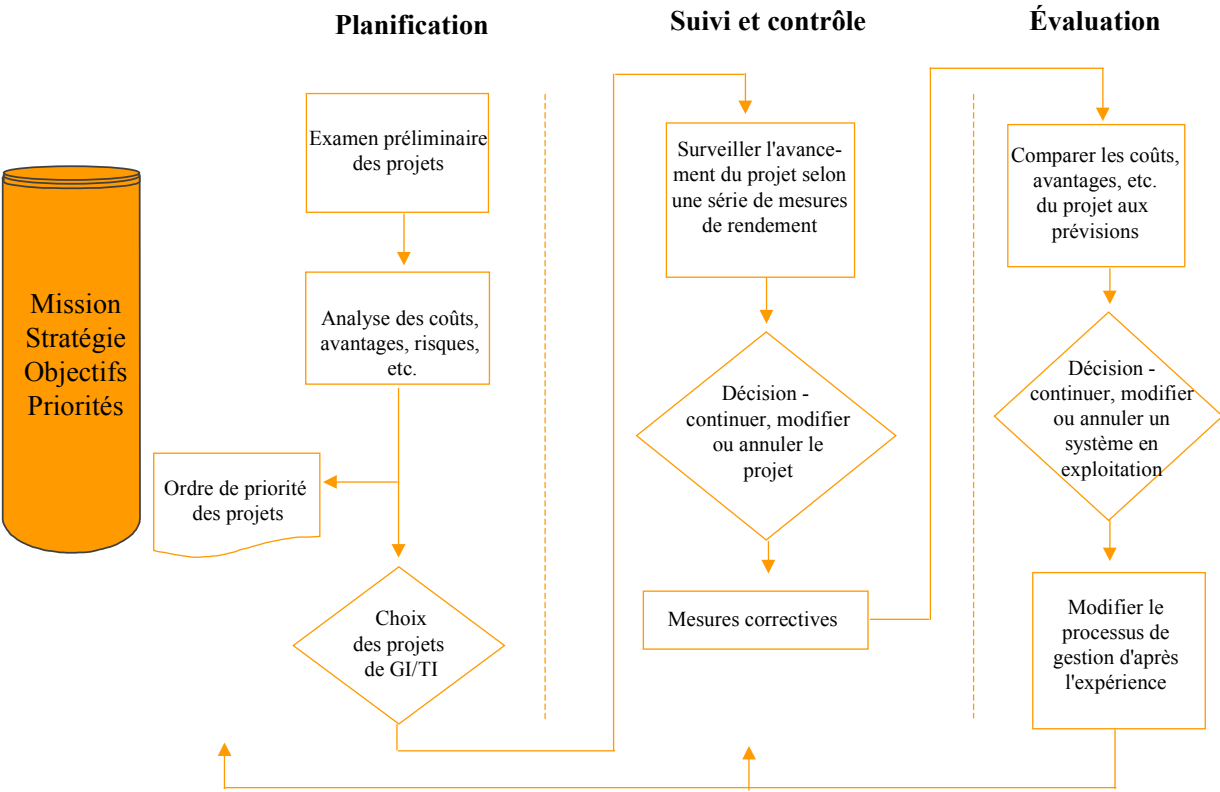 Planification
Suivi et contrôle
Évaluation
Mission
Stratégie
Objectifs
Priorités
Examen préliminaire
des projets
Analyse des coûts,
avantages, risques,
etc.
Ordre de priorité
des projets
Choix
des projets
de GI/TI
Surveiller l'avance-
ment du projet selon
une série de mesures
de rendement
Décision -
continuer, modifier
ou annuler le
projet
Mesures correctives
Comparer les coûts,
avantages, etc.
du projet aux
prévisions
Décision -
continuer, modifier
ou annuler un
système en
exploitation
Modifier le
processus de
gestion d'après
l'expérience